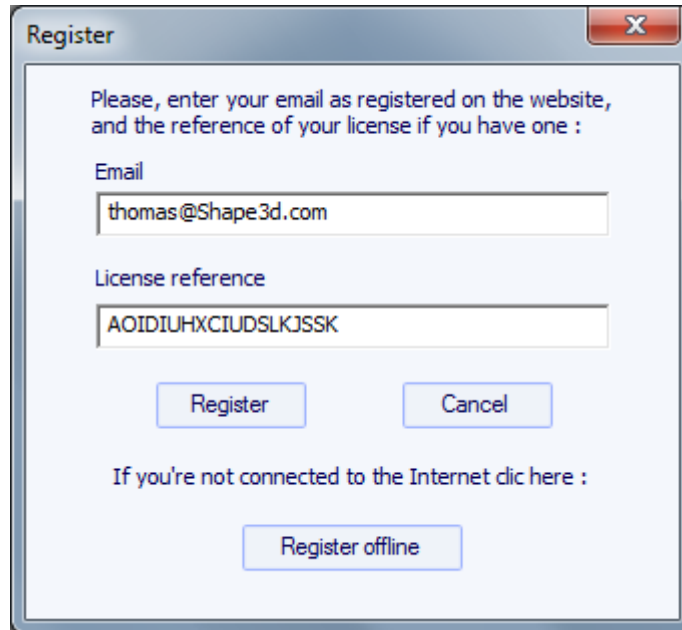 Register
Please, enter your email as registered on the website,
and the reference of your license if you have one :
Email
thomas@Shape3d.com
License reference
AOIDIUHXCIUDSLKJSSK
Register
Cancel
If you're not connected to the Internet clic here :
Register offline